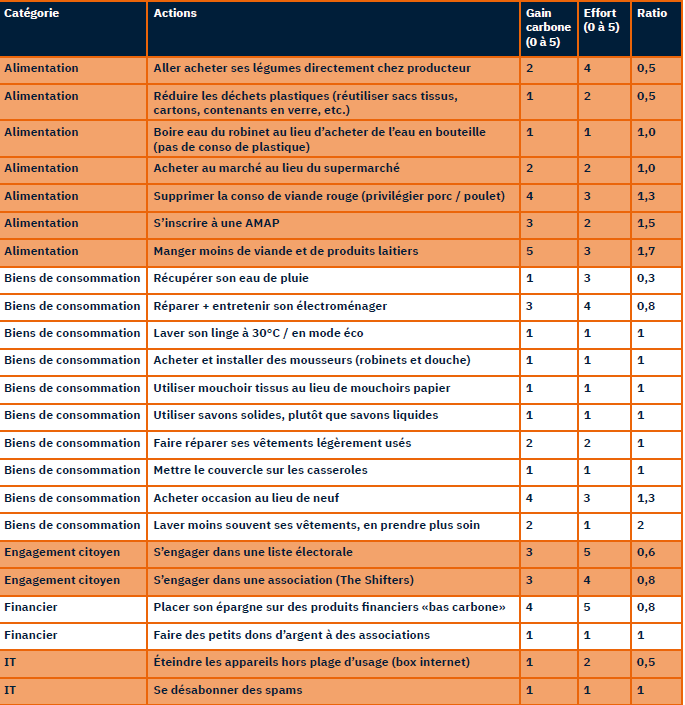 Catégorie Actions Gain carbone (0 à 5) Effort (0 à 5) Ratio
Alimentation Aller acheter ses légumes directement chez producteur 2 4 0,5
Alimentation Réduire les déchets plastiques (réutiliser sacs tissus,
cartons, contenants en verre, etc.) 1 2 0,5
Alimentation Boire eau du robinet au lieu d’acheter de l’eau en bouteille
(pas de conso de plastique) 1 1 1,0
Alimentation Acheter au marché au lieu du supermarché 2 2 1,0
Alimentation Supprimer la conso de viande rouge (privilégier porc / poulet) 4 3 1,3
Alimentation S’inscrire à une AMAP 3 2 1,5
Alimentation Manger moins de viande et de produits laitiers 5 3 1,7
Biens de consommation Récupérer son eau de pluie 1 3 0,3
Biens de consommation Réparer + entretenir son électroménager 3 4 0,8
Biens de consommation Laver son linge à 30°C / en mode éco 1 1 1
Biens de consommation Acheter et installer des mousseurs (robinets et douche) 1 1 1
Biens de consommation Utiliser mouchoir tissus au lieu de mouchoirs papier 1 1 1
Biens de consommation Utiliser savons solides, plutôt que savons liquides 1 1 1
Biens de consommation Faire réparer ses vêtements légèrement usés 2 2 1
Biens de consommation Mettre le couvercle sur les casseroles 1 1 1
Biens de consommation Acheter occasion au lieu de neuf 4 3 1,3
Biens de consommation Laver moins souvent ses vêtements, en prendre plus soin 2 1 2
Engagement citoyen S’engager dans une liste électorale 3 5 0,6
Engagement citoyen S’engager dans une association (The Shifters) 3 4 0,8
Financier Placer son épargne sur des produits financiers «bas carbone» 4 5 0,8
Financier Faire des petits dons d’argent à des associations 1 1 1
IT Éteindre les appareils hors plage d’usage (box internet) 1 2 0,5
IT Se désabonner des spams 1 1 1